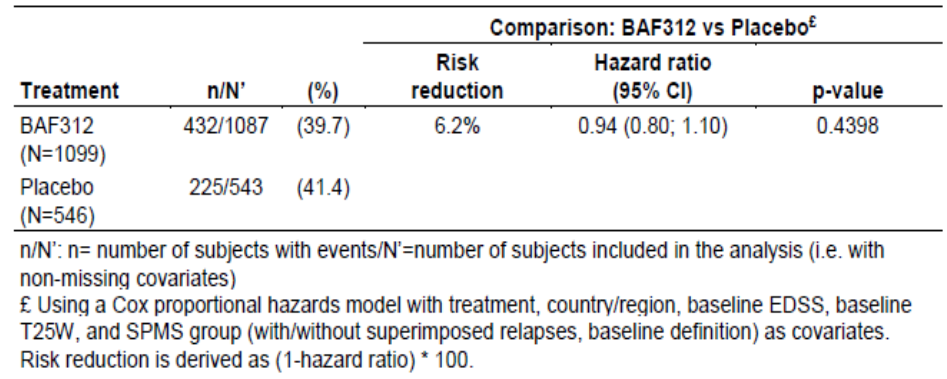 Comparison: BAF312 vs Placebo£
Risk Hazard ratio
Treatment n/N’ (%) reduction (95% CI) p-value
BAF312 432/1087 (39.7) 6.2% 0.94 (0.80; 1.10) 0.4398
(N=1099)
Placebo 225/543 (41.4)
(N=546)
n/N’: n= number of subjects with events/N’=number of subjects included in the analysis (i.e. with
non-missing covariates)
£ Using a Cox proportional hazards model with treatment, country/region, baseline EDSS, baseline
T25W, and SPMS group (with/without superimposed relapses, baseline definition) as covariates.
Risk reduction is derived as (1-hazard ratio) * 100.